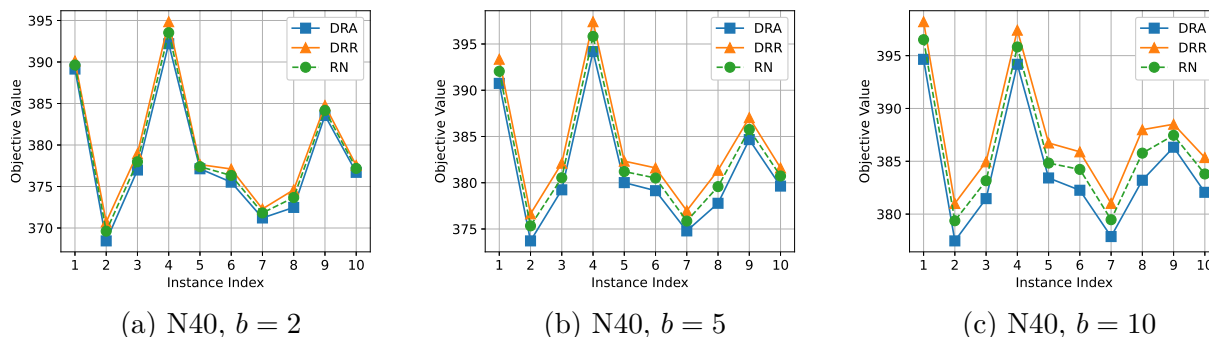 395
390
385
380
375
370
Objective Value
DRA
DRR
RN
1 2 3 4 5 6 7 8 9 10
Instance Index
(a) N40, b = 2
395
390
385
380
375
Objective Value
DRA
DRR
RN
1 2 3 4 5 6 7 8 9 10
Instance Index
(b) N40, b = 5
395
390
385
380
Objective Value
DRA
DRR
RN
1 2 3 4 5 6 7 8 9 10
Instance Index
(c) N40, b = 10